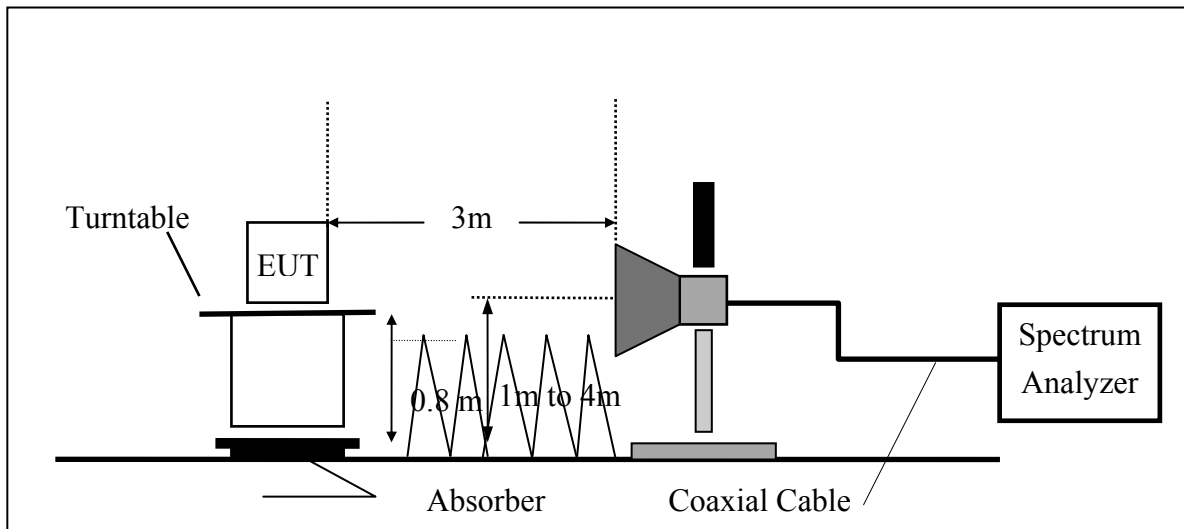 Turntable
3m
EUT
Spectrum
Analyzer
0.8 m
1m to 4m
Absorber
Coaxial Cable